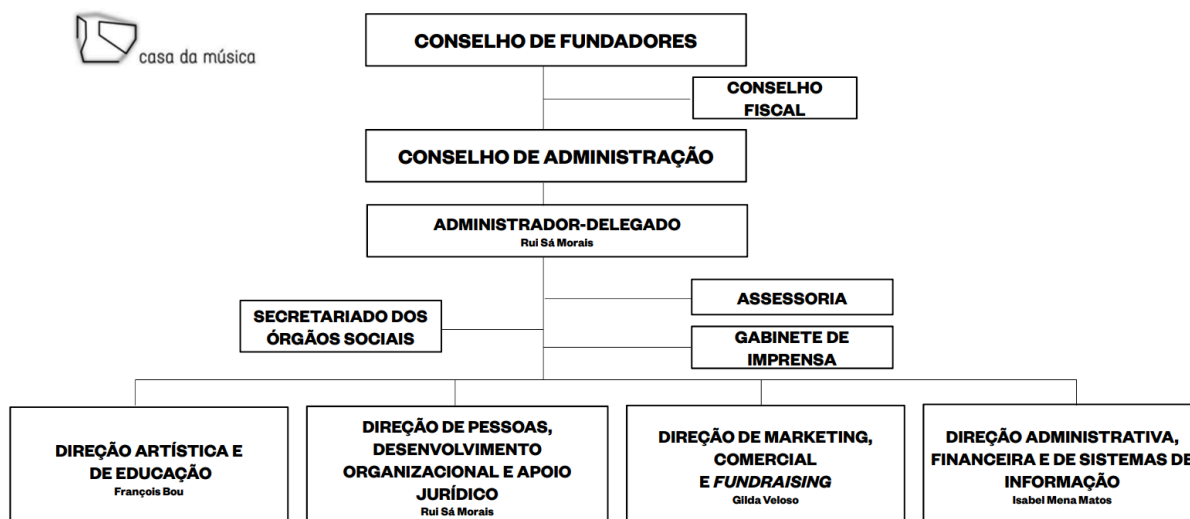 casa da música
CONSELHO DE FUNDADORES
CONSELHO
FISCAL
CONSELHO DE ADMINISTRAÇÃO
ADMINISTRADOR-DELEGADO
Rui Sá Morais
ASSESSORIA
SECRETARIADO DOS
ÓRGÃOS SOCIAIS
GABINETE DE
IMPRENSA
DIREÇÃO ARTÍSTICA E
DE EDUCAÇÃO
François Bou
DIREÇÃO DE PESSOAS,
DESENVOLVIMENTO
ORGANIZACIONAL E APOIO
JURÍDICO
Rui Sá Morais
DIREÇÃO DE MARKETING,
COMERCIAL
E FUNDRAISING
Gilda Veloso
DIREÇÃO ADMINISTRATIVA,
FINANCEIRA E DE SISTEMAS DE
INFORMAÇÃO
Isabel Mena Matos